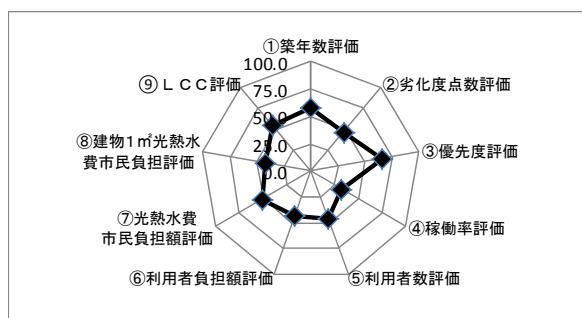 ①築年数評価
②劣化度点数評価
③優先度評価
④稼働率評価
⑤利用者数評価
⑥利用者負担額評価
⑦光熱水費
市民負担額評価
⑧建物1㎡光熱水
費市民負担評価
⑨ＬＣＣ評価
100.0
75.0
50.0
25.0
0.0